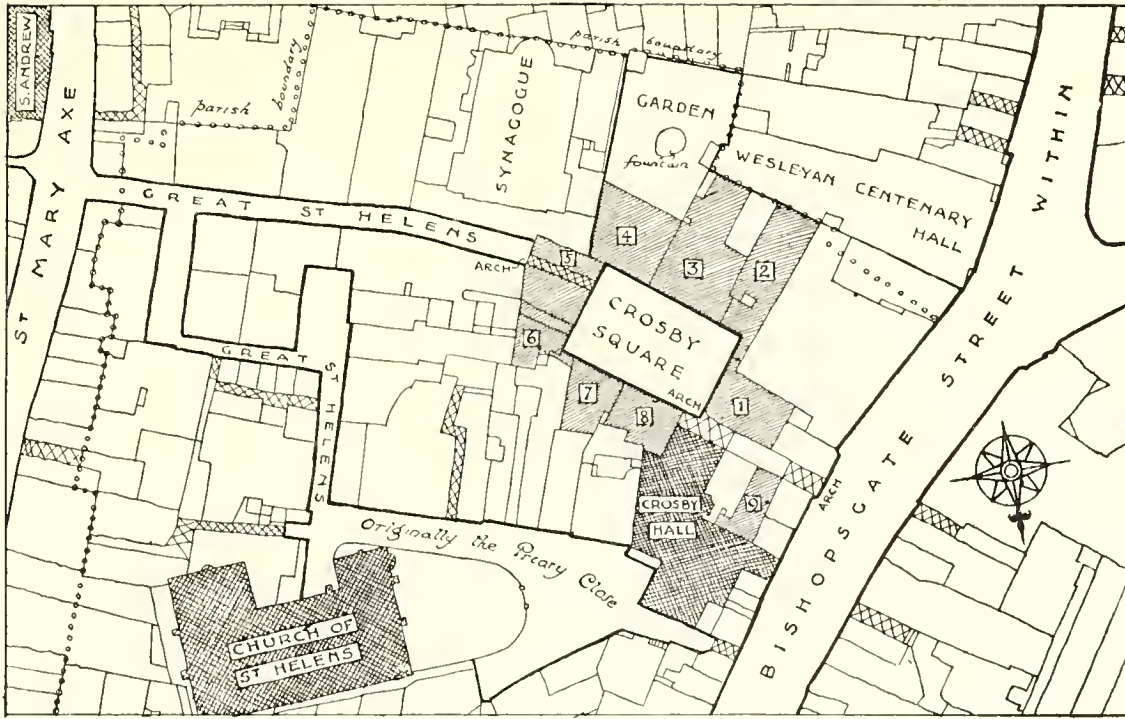 S. ANDREW
ST MARY AXE
parish boundary
parish boundary
SYNAGOGUE
GARDEN
fountain
WESLEYAN CENTENARY
HALL
GREAT ST HELENS
ARCH
5
4
3
2
CROSBY
SQUARE
ARCH
6
7
8
1
9
GREAT
ST HELENS
CROSBY
HALL
ARCH
BISHOPSGATE STREET WITHIN
Originally the Priory Close
CHURCH OF
ST HELENS